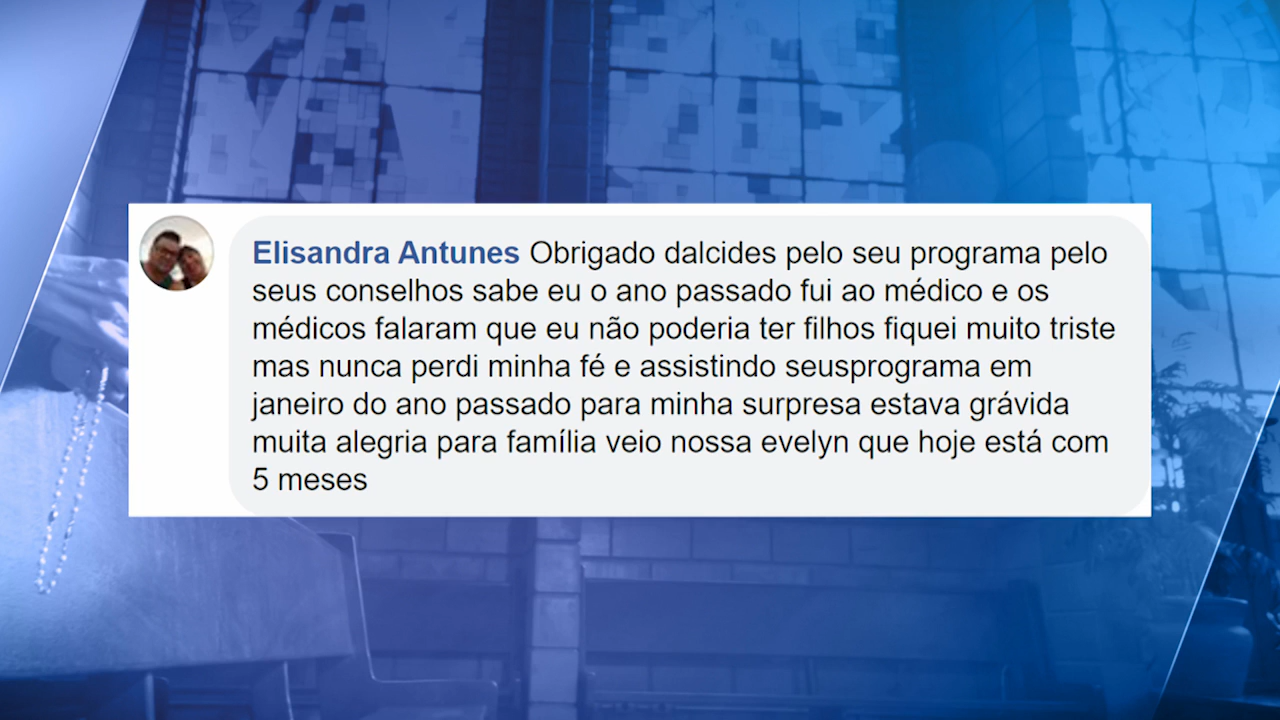 Elisandra Antunes Obrigado dalcides pelo seu programa pelo
seus conselhos sabe eu o ano passado fui ao médico e os
médicos falaram que eu não poderia ter filhos fiquei muito triste
mas nunca perdi minha fé e assistindo seusprograma em
janeiro do ano passado para minha surpresa estava grávida
muita alegria para família veio nossa evelyn que hoje está com
5 meses